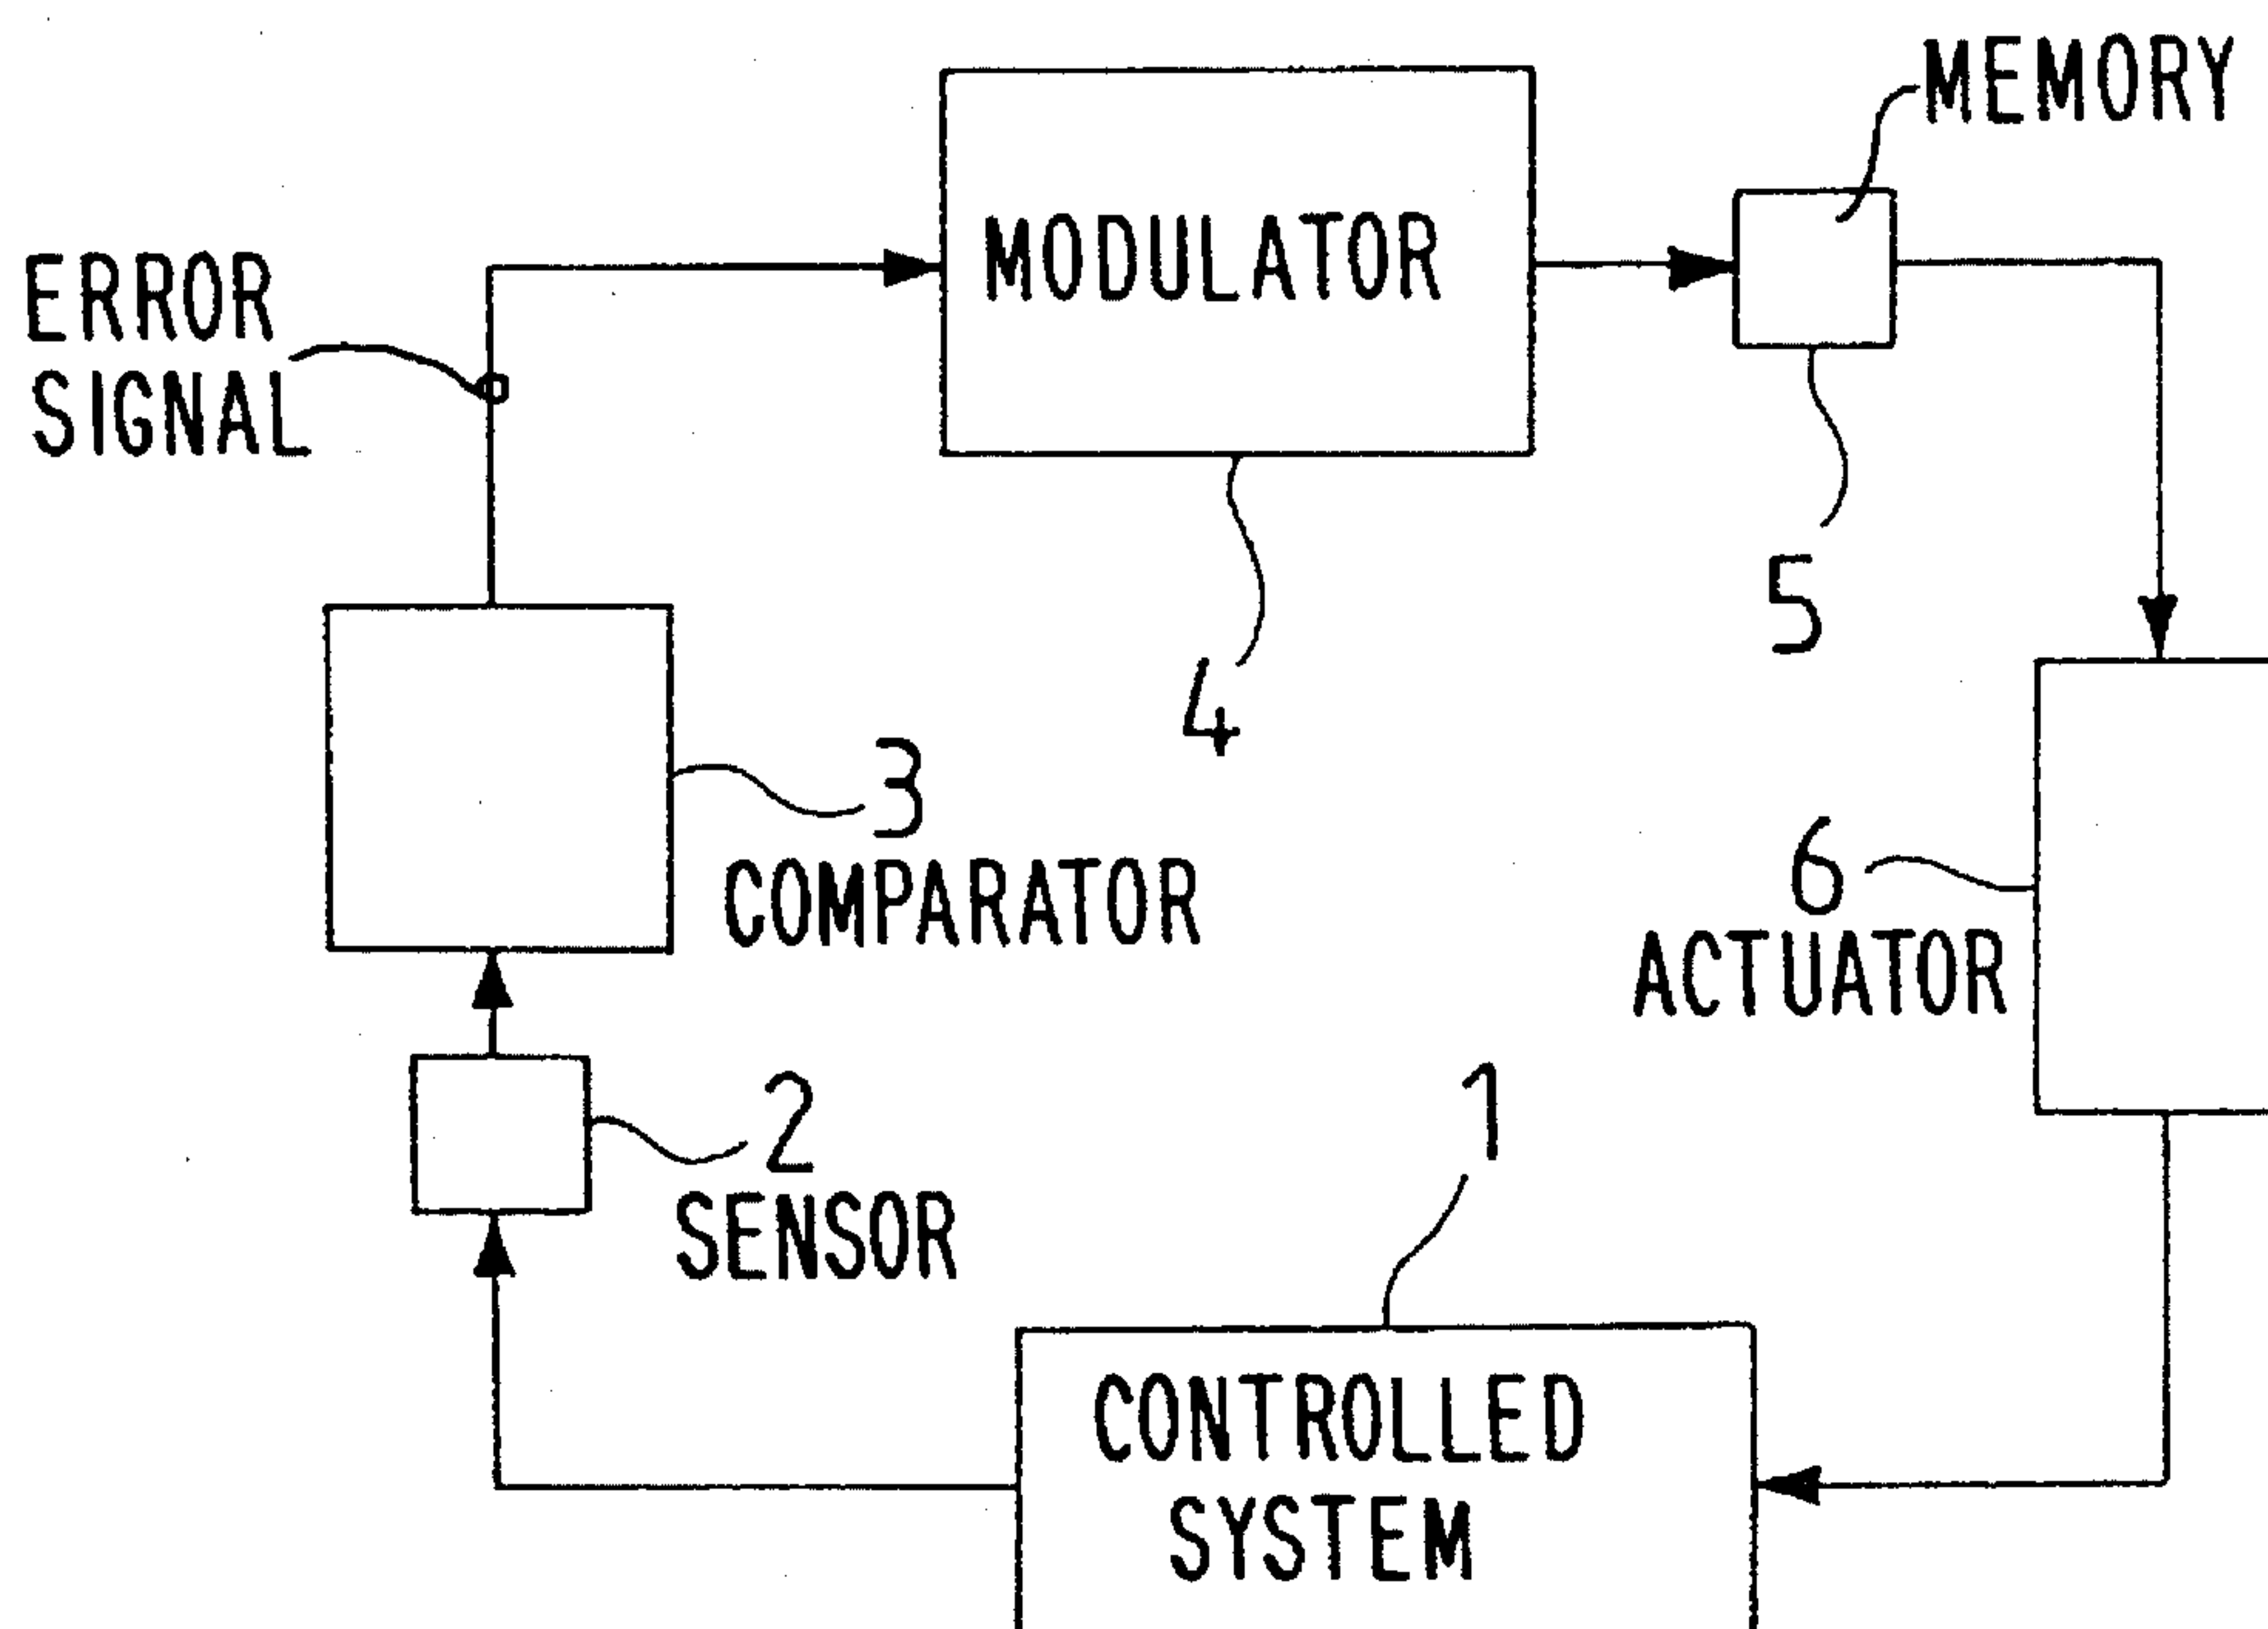 MEMORY
MODULATOR
ERROR
SIGNAL
5
4
3
COMPARATOR
6
ACTUATOR
2
SENSOR
1
CONTROLLED
SYSTEM